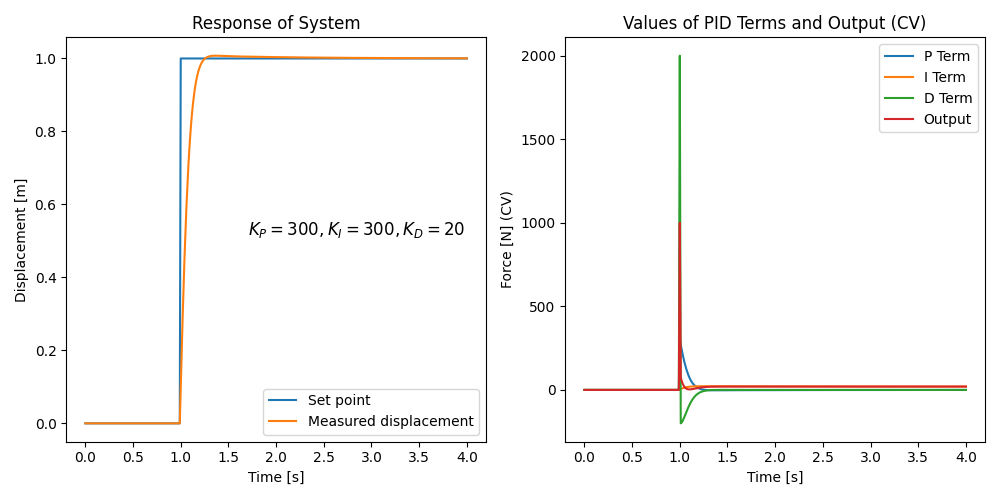 Response of System
Displacement [m]
1.0
0.8
0.6
0.4
0.2
0.0
K_P = 300, K_I = 300, K_D = 20
Set point
Measured displacement
0.0 0.5 1.0 1.5 2.0 2.5 3.0 3.5 4.0
Time [s]
Values of PID Terms and Output (CV)
Force [N] (CV)
2000
1500
1000
500
0
P Term
I Term
D Term
Output
0.0 0.5 1.0 1.5 2.0 2.5 3.0 3.5 4.0
Time [s]